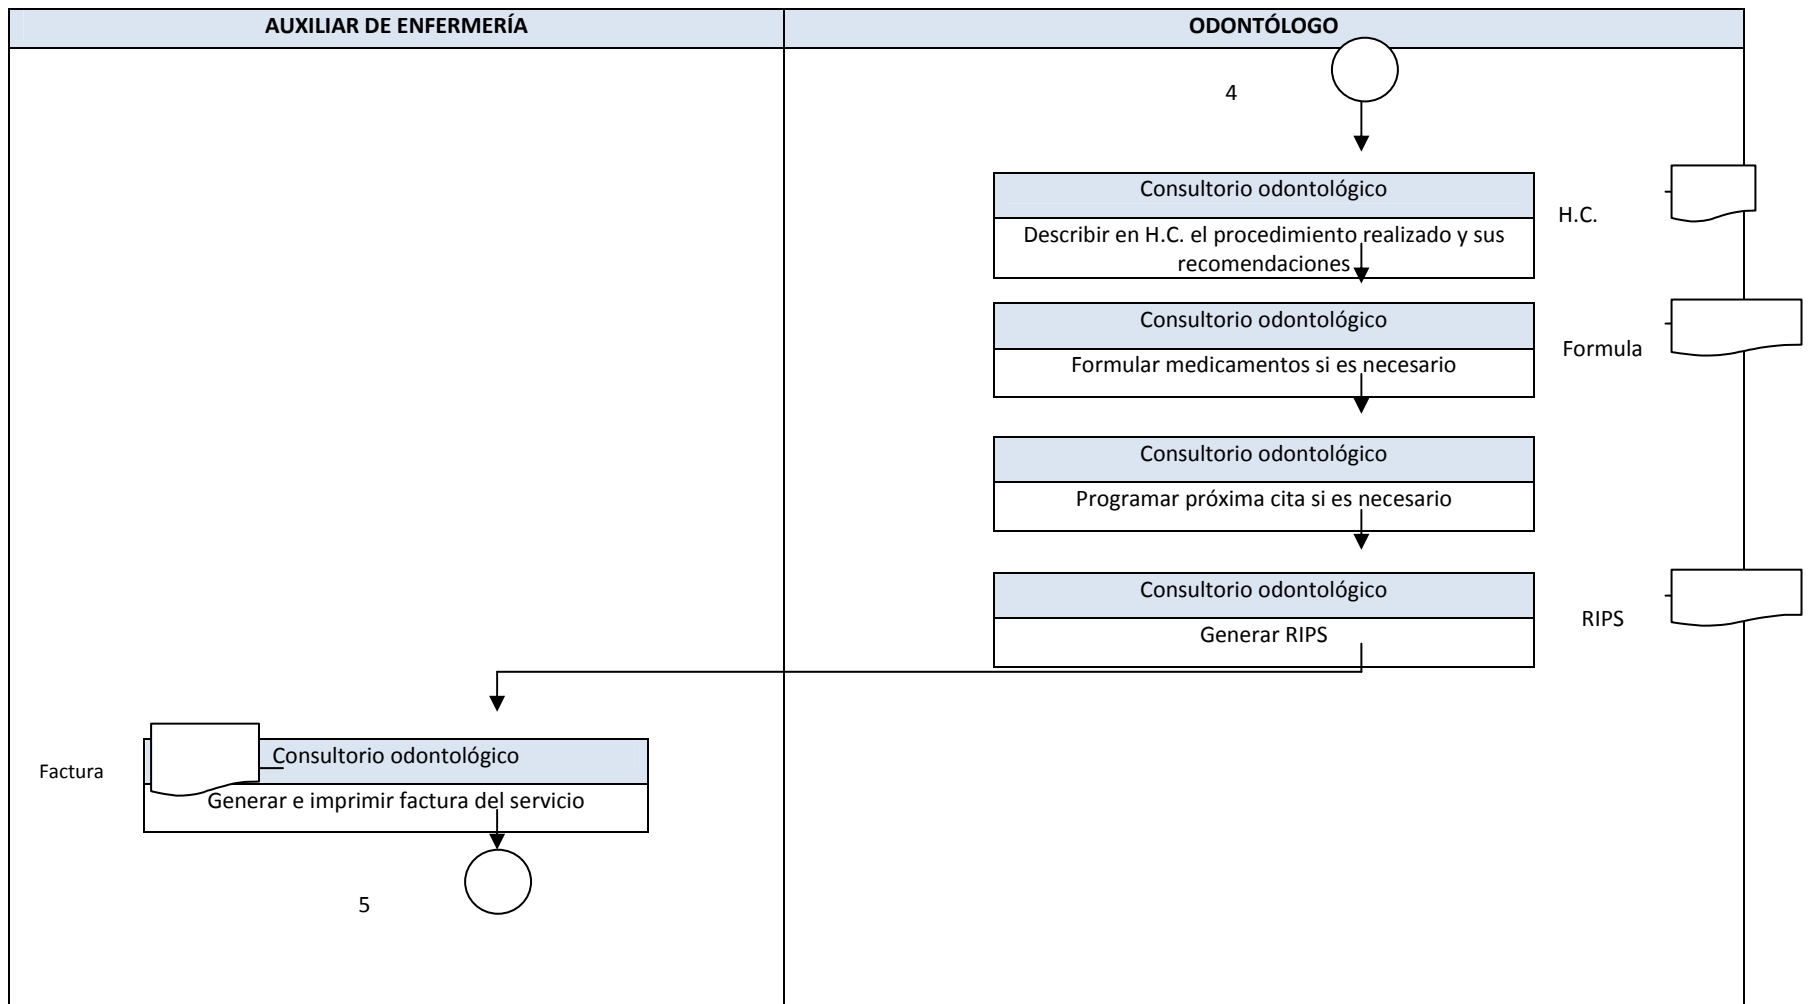 AUXILIAR DE ENFERMERÍA
ODONTÓLOGO
4
Consultorio odontológico
Describir en H.C. el procedimiento realizado y sus
recomendaciones
H.C.
Consultorio odontológico
Formular medicamentos si es necesario
Formula
Consultorio odontológico
Programar próxima cita si es necesario
Consultorio odontológico
Generar RIPS
RIPS
Factura
Consultorio odontológico
Generar e imprimir factura del servicio
5